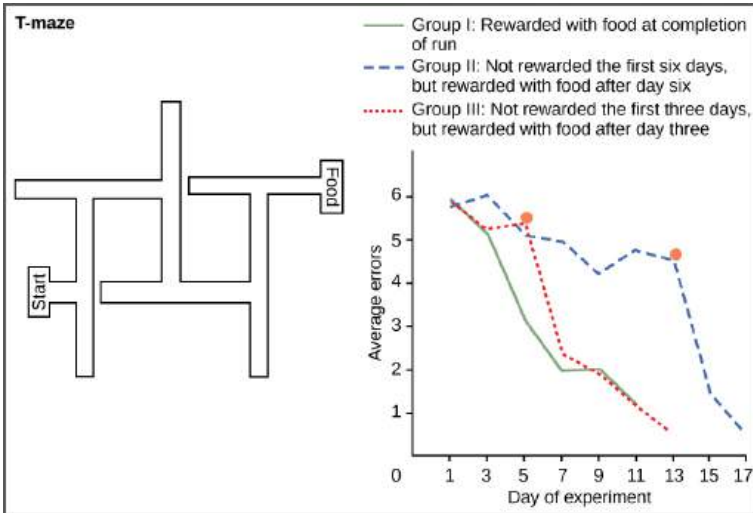 T-maze
Start
Food
Group I: Rewarded with food at completion
of run
Group II: Not rewarded the first six days,
but rewarded with food after day six
Group III: Not rewarded the first three days,
but rewarded with food after day three
Average errors
6
5
4
3
2
1
0
1 3 5 7 9 11 13 15 17
Day of experiment